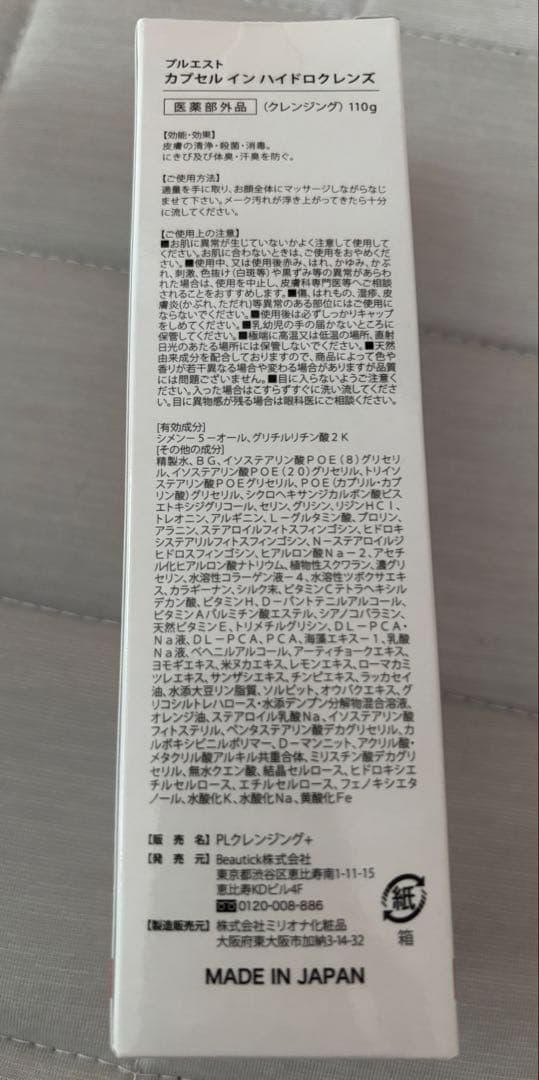 プルエスト
カプセル イン ハイドロクレンズ
医薬部外品 (クレンジング) 110g
【効能・効果】
皮膚の清浄・殺菌・消毒。
にきび及び体臭・汗臭を防ぐ。
【ご使用方法】
適量を手に取り、お顔全体にマッサージしながらなじ
ませて下さい。メーク汚れが浮き上がってきたら十分
に流してください。
【ご使用上の注意】
■お肌に異常が生じていないかよく注意して使用して
ください。お肌に合わないときは、ご使用をおやめくだ
さい。■使用中、又は使用後赤み、はれ、かゆみ、かぶ
れ、刺激、色抜け(白斑等)や黒ずみ等の異常があらわ
れた場合は、使用を中止し、皮膚科専門医等へご相談
されることをおすすめします。■傷、はれもの、湿疹、皮
膚炎(かぶれ、ただれ)等異常のある部位にはご使用に
ならないでください。■使用後は必ずしっかりキャップ
をしめてください。■乳幼児の手の届かないところに
保管してください。■極端に高温又は低温の場所、直射
日光のあたる場所には保管しないでください。■天然
由来成分を配合しておりますので、商品によって色や
香りが若干異なる場合や変わる場合がありますが品質
には問題ございません。■目に入らないようご注意くだ
さい。入った場合はこすらずすぐに洗い流してくださ
い。目に異物感が残る場合は眼科医にご相談ください。
[有効成分]
シメン-5-オール、グリチルリチン酸2K
[その他の成分]
精製水、BG、イソステアリン酸POE(8)グリセリ
ル、イソステアリン酸POE(20)グリセリル、トリイソ
ステアリン酸POEグリセリル、POE(カプリル・カプ
リン酸)グリセリル、シクロヘキサンジカルボン酸ビス
エトキシジグリコール、セリン、グリシン、リジンHCl、
トレオニン、アルギニン、L-グルタミン酸、プロリン、
アラニン、ステアロイルフィトスフィンゴシン、ヒドロキ
システアリルフィトスフィンゴシン、N-ステアロイルジ
ヒドロスフィンゴシン、ヒアルロン酸Na-2、アセチ
ル化ヒアルロン酸ナトリウム、植物性スクワラン、濃グリ
セリン、水溶性コラーゲン液-4、水溶性ツボクサエキ
ス、カラギーナン、シルク末、ビタミンCテトラヘキシル
デカン酸、ビタミンH、D-パントテニルアルコール、
ビタミンAパルミチン酸エステル、シアノコバラミン、
天然ビタミンE、トリメチルグリシン、DL-PCA・
Na液、DL-PCA、PCA、海藻エキス-1、乳酸
Na液、ベヘニルアルコール、アーティチョークエキス、
ヨモギエキス、米ヌカエキス、レモンエキス、ローマカミ
ツレエキス、サンザシエキス、チンピエキス、ラッカセイ
油、水添大豆リン脂質、ソルビット、オウバクエキス、グ
リコシルトレハロース・水添デンプン分解物混合溶液、
オレンジ油、ステアロイル乳酸Na、イソステアリン酸
フィトステリル、ペンタステアリン酸デカグリセリル、カ
ルボキシビニルポリマー、D-マンニット、アクリル酸・
メタクリル酸アルキル共重合体、ミリスチン酸デカグリ
セリル、無水クエン酸、結晶セルロース、ヒドロキシエ
チルセルロース、エチルセルロース、フェノキシエタ
ノール、水酸化K、水酸化Na、黄酸化Fe
【販 売 名】PLクレンジング+
【発 売 元】Beautick株式会社
東京都渋谷区恵比寿南1-11-15
恵比寿KDビル4F
0120-008-886
【製造販売元】株式会社ミリオナ化粧品
大阪府東大阪市加納3-14-32
紙
箱
MADE IN JAPAN